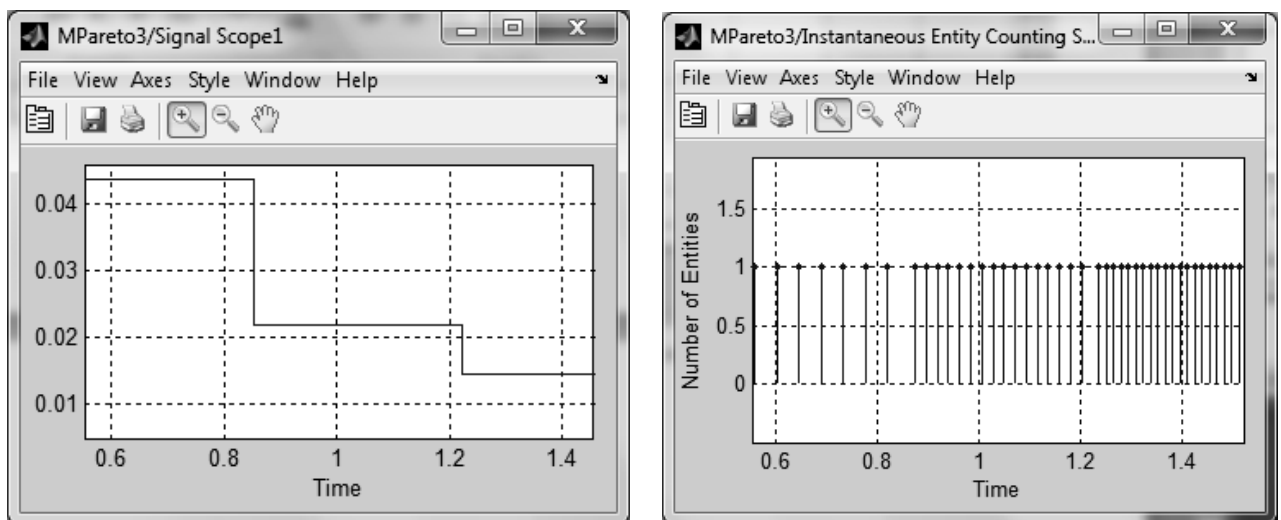 MPareto3/Signal Scope1
File View Axes Style Window Help
0.04
0.03
0.02
0.01
0.6 0.8 1 1.2 1.4
Time
MPareto3/Instantaneous Entity Counting S...
File View Axes Style Window Help
Number of Entities
1.5
1
0.5
0
0.6 0.8 1 1.2 1.4
Time